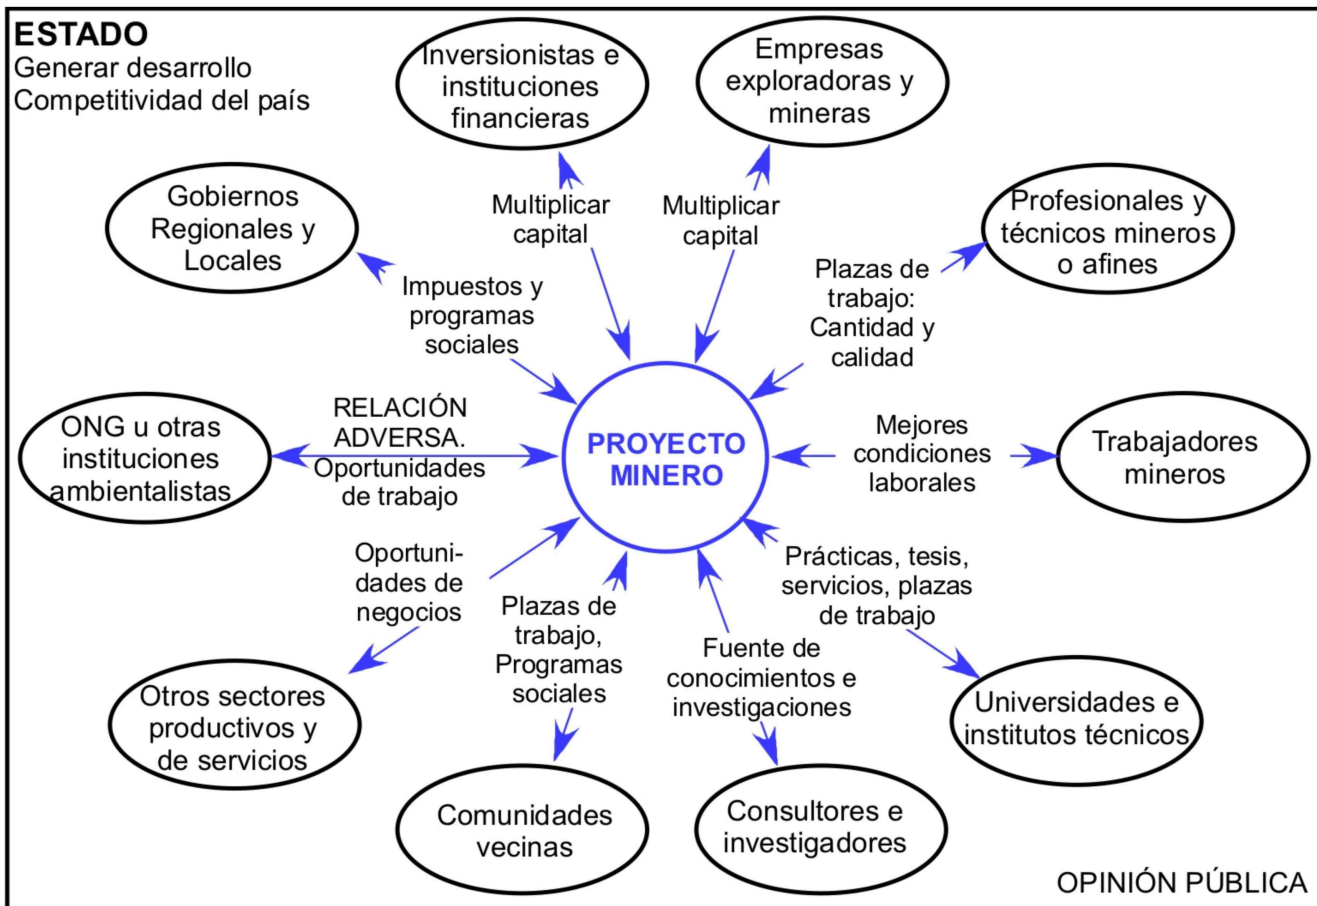 ESTADO
Generar desarrollo
Competitividad del país
Inversionistas e
instituciones
financieras
Empresas
exploradoras y
mineras
Gobiernos
Regionales y
Locales
Multiplicar
capital
Multiplicar
capital
Profesionales y
técnicos mineros
o afines
Impuestos y
programas
sociales
Plazas de
trabajo:
Cantidad y
calidad
ONG u otras
instituciones
ambientalistas
RELACIÓN
ADVERSA.
Oportunidades
de trabajo
PROYECTO
MINERO
Mejores
condiciones
laborales
Trabajadores
mineros
Oportuni-
dades de
negocios
Plazas de
trabajo,
Programas
sociales
Fuente de
conocimientos e
investigaciones
Prácticas, tesis,
servicios, plazas
de trabajo
Otros sectores
productivos y
de servicios
Comunidades
vecinas
Consultores e
investigadores
Universidades e
institutos técnicos
OPINIÓN PÚBLICA